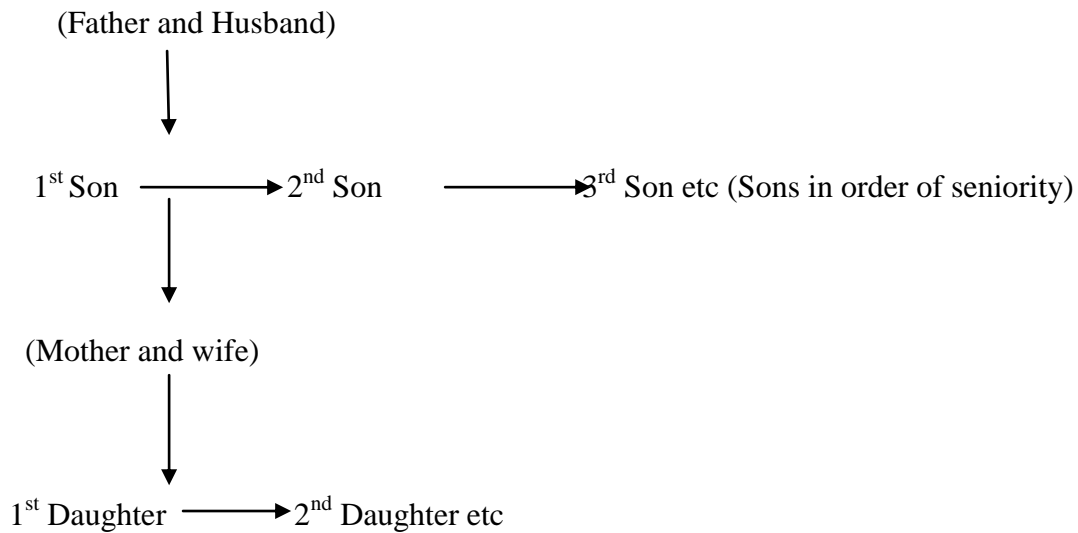 (Father and Husband)
1st Son 2nd Son 3rd Son etc (Sons in order of seniority)
(Mother and wife)
1st Daughter 2nd Daughter etc